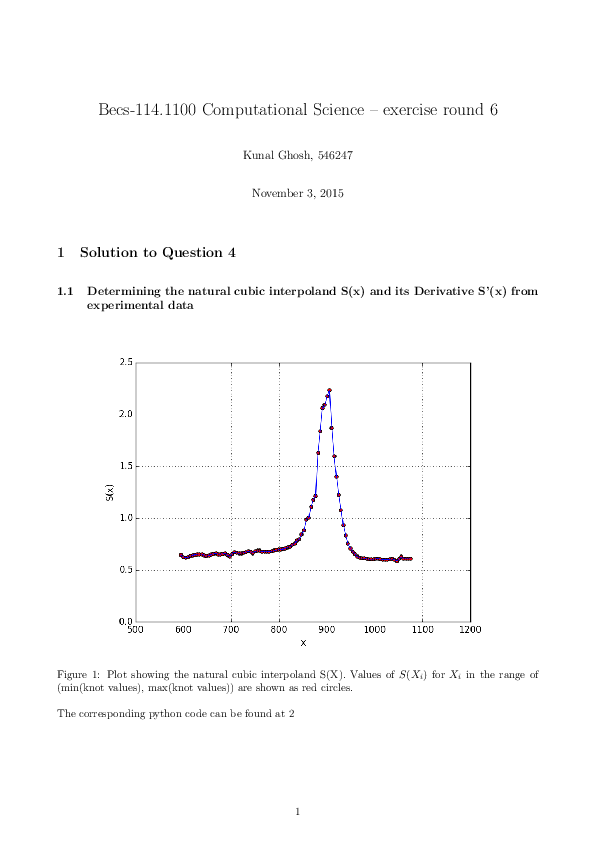 Becs-114.1100 Computational Science – exercise round 6
Kunal Ghosh, 546247
November 3, 2015
1 Solution to Question 4
1.1 Determining the natural cubic interpoland S(x) and its Derivative S'(x) from
experimental data
2.5
2.0
1.5
1.0
0.5
0.0
S(x)
500 600 700 800 900 1000 1100 1200
x
Figure 1: Plot showing the natural cubic interpoland S(X). Values of S(Xi) for Xi in the range of
(min(knot values), max(knot values)) are shown as red circles.
The corresponding python code can be found at 2
1